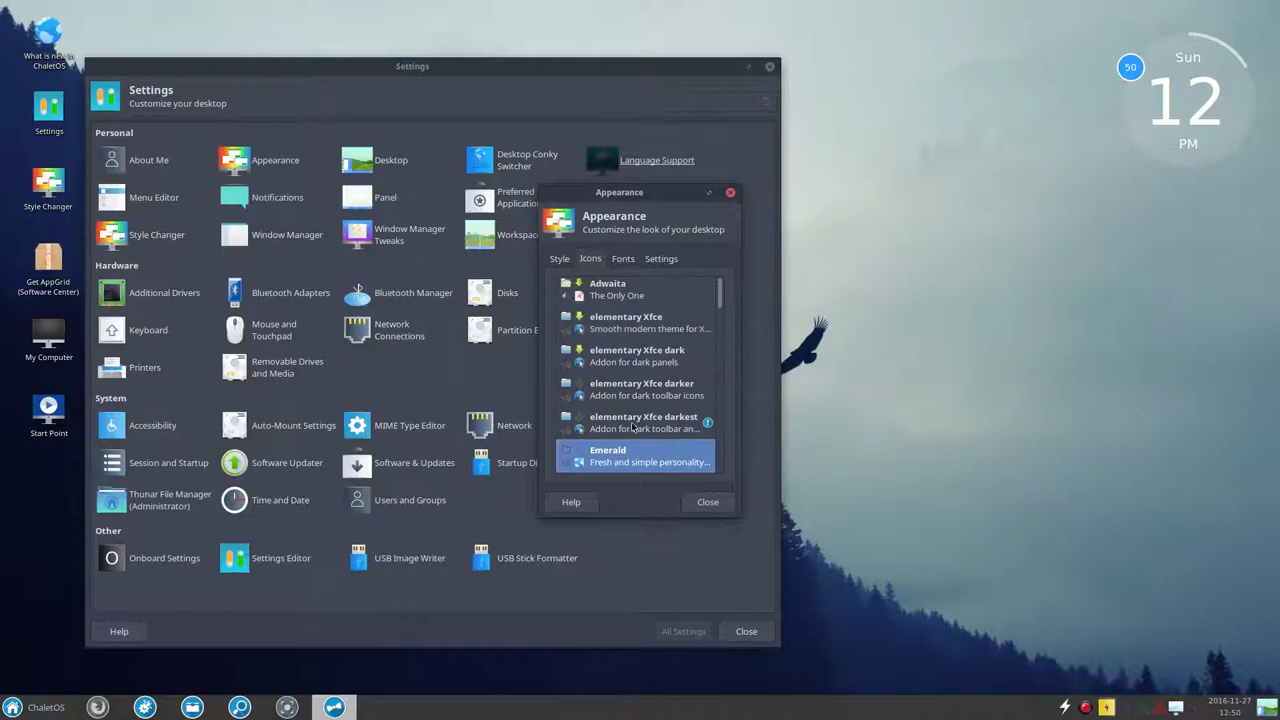 What is new in
ChaletOS
Settings
Style Changer
Get AppGrid
(Software Center)
My Computer
Start Point
Settings
Settings
Customize your desktop
Personal
About Me
Appearance
Desktop
Desktop Conky
Switcher
Language Support
Menu Editor
Notifications
Panel
Preferred
Style Changer
Window Manager
Window Manager
Tweaks
Hardware
Additional Drivers
Bluetooth Adapters
Bluetooth Manager
Disks
Keyboard
Mouse and
Touchpad
Network
Connections
Partition E
Printers
Removable Drives
and Media
System
Accessibility
Auto-Mount Settings
MIME Type Editor
Network
Session and Startup
Software Updater
Software & Updates
Startup Di
Thunar File Manager
(Administrator)
Time and Date
Users and Groups
Other
Onboard Settings
Settings Editor
USB Image Writer
USB Stick Formatter
Help
All Settings
Close
Appearance
Appearance
Customize the look of your desktop
Style
Icons
Fonts
Settings
Adwaita
The Only One
elementary Xfce
Smooth modern theme for X...
elementary Xfce dark
Addon for dark panels
elementary Xfce darker
Addon for dark toolbar icons
elementary Xfce darkest
Addon for dark toolbar an...
Emerald
Fresh and simple personality...
Help
Close
Sun
50
12
PM
ChaletOS
2016-11-27
12:50